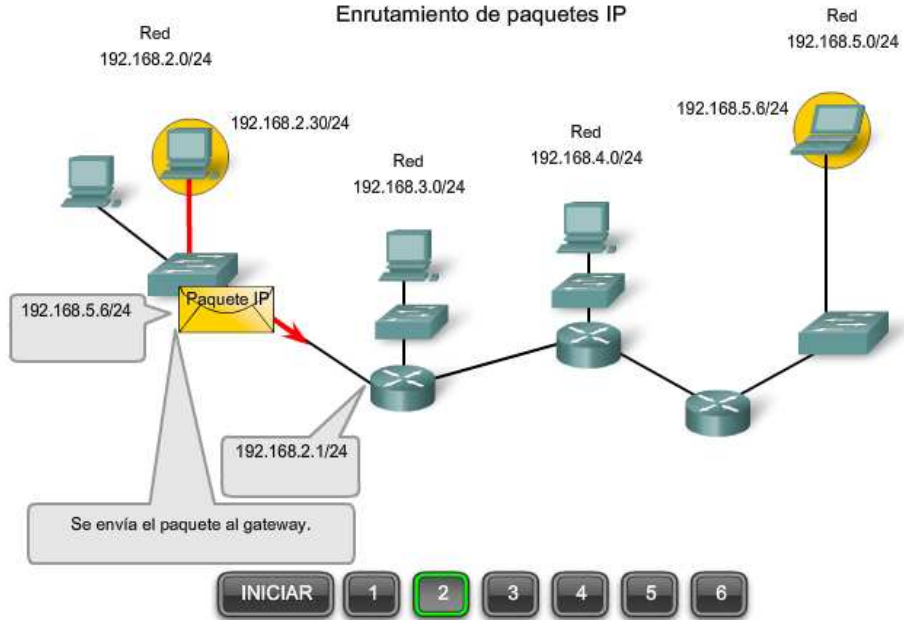 Enrutamiento de paquetes IP
Red
192.168.2.0/24
Red
192.168.5.0/24
192.168.2.30/24
192.168.5.6/24
Red
192.168.3.0/24
Red
192.168.4.0/24
Paquete IP
192.168.5.6/24
192.168.2.1/24
Se envía el paquete al gateway.
INICIAR
1
2
3
4
5
6